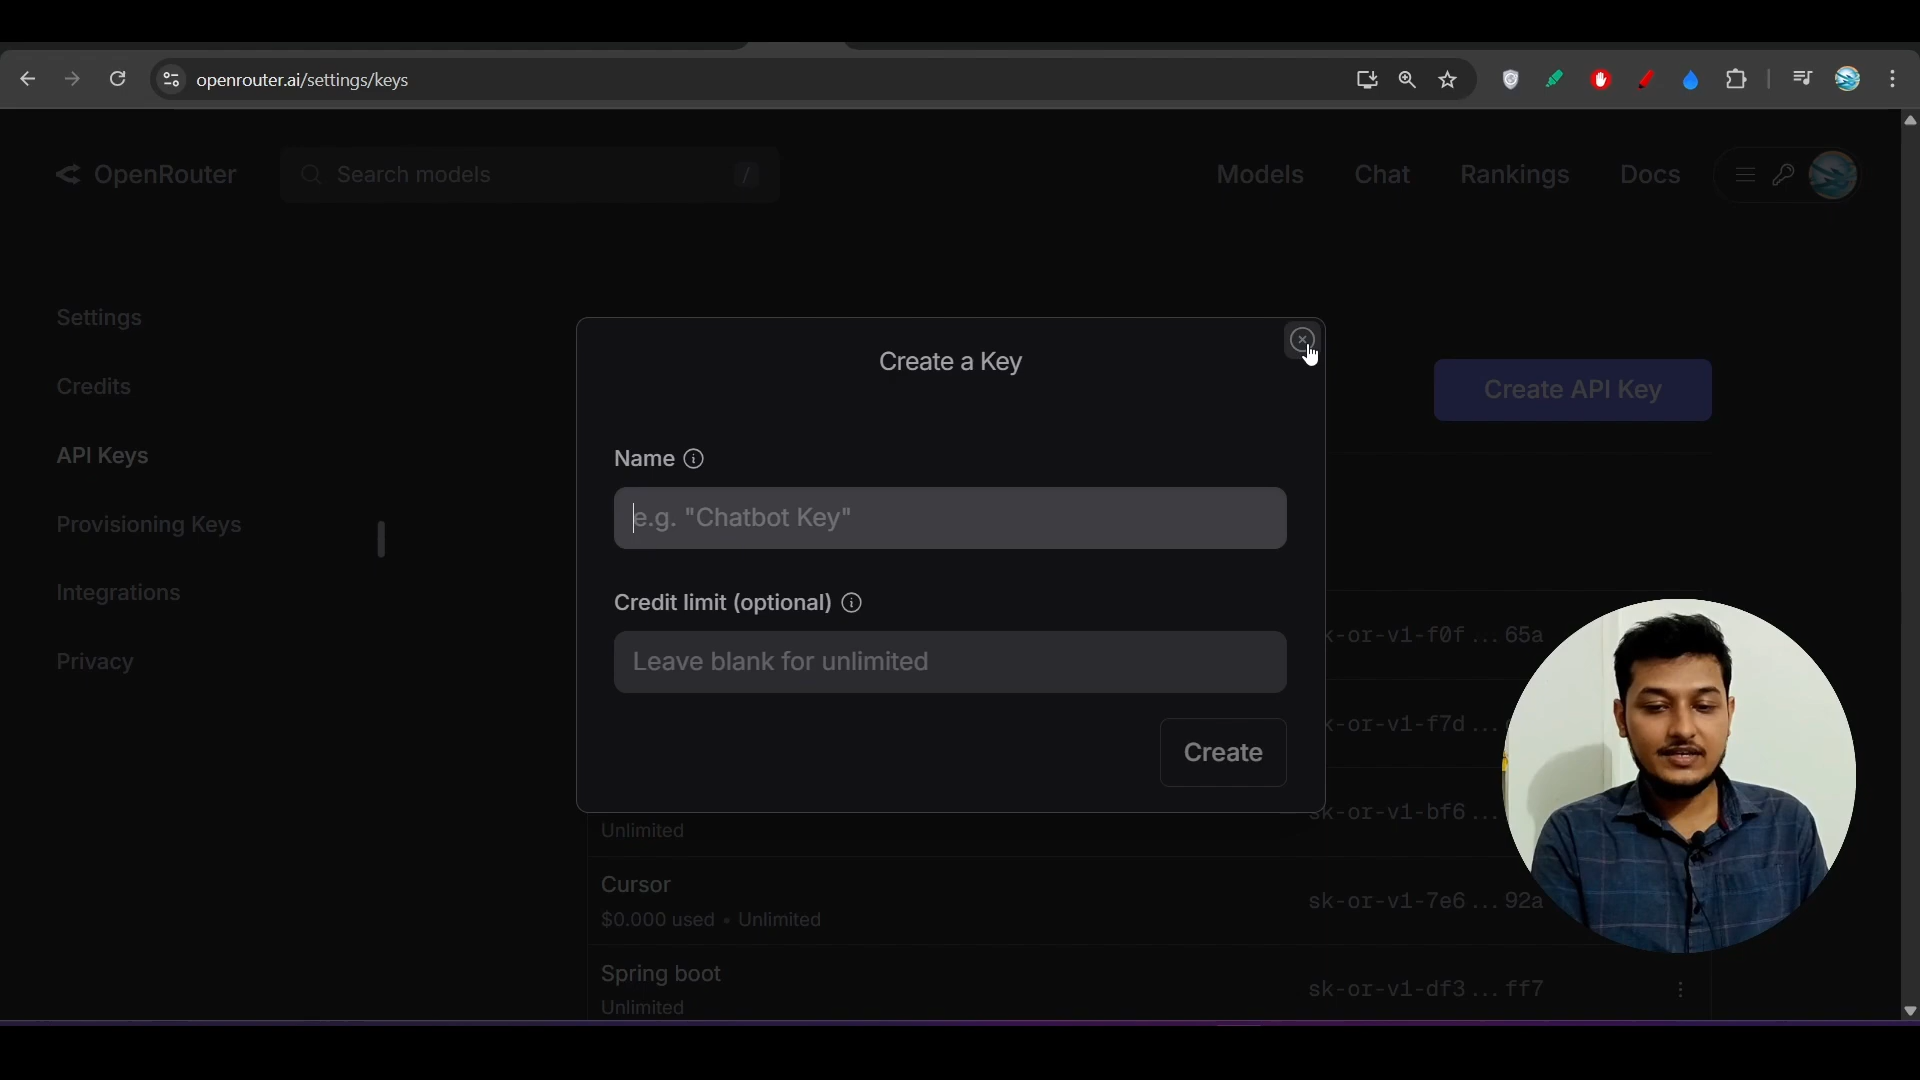 openrouter.ai/settings/keys
OpenRouter
Search models
/
Models
Chat
Rankings
Docs
Settings
Credits
API Keys
Provisioning Keys
Integrations
Privacy
Create API Key
Create a Key
Name
e.g. "Chatbot Key"
Credit limit (optional)
Leave blank for unlimited
Create
k-or-v1-f0f...65a
k-or-v1-f7d...
sk-or-v1-bf6...
Unlimited
Cursor
sk-or-v1-7e6...92a
$0.000 used • Unlimited
Spring boot
sk-or-v1-df3...ff7
Unlimited